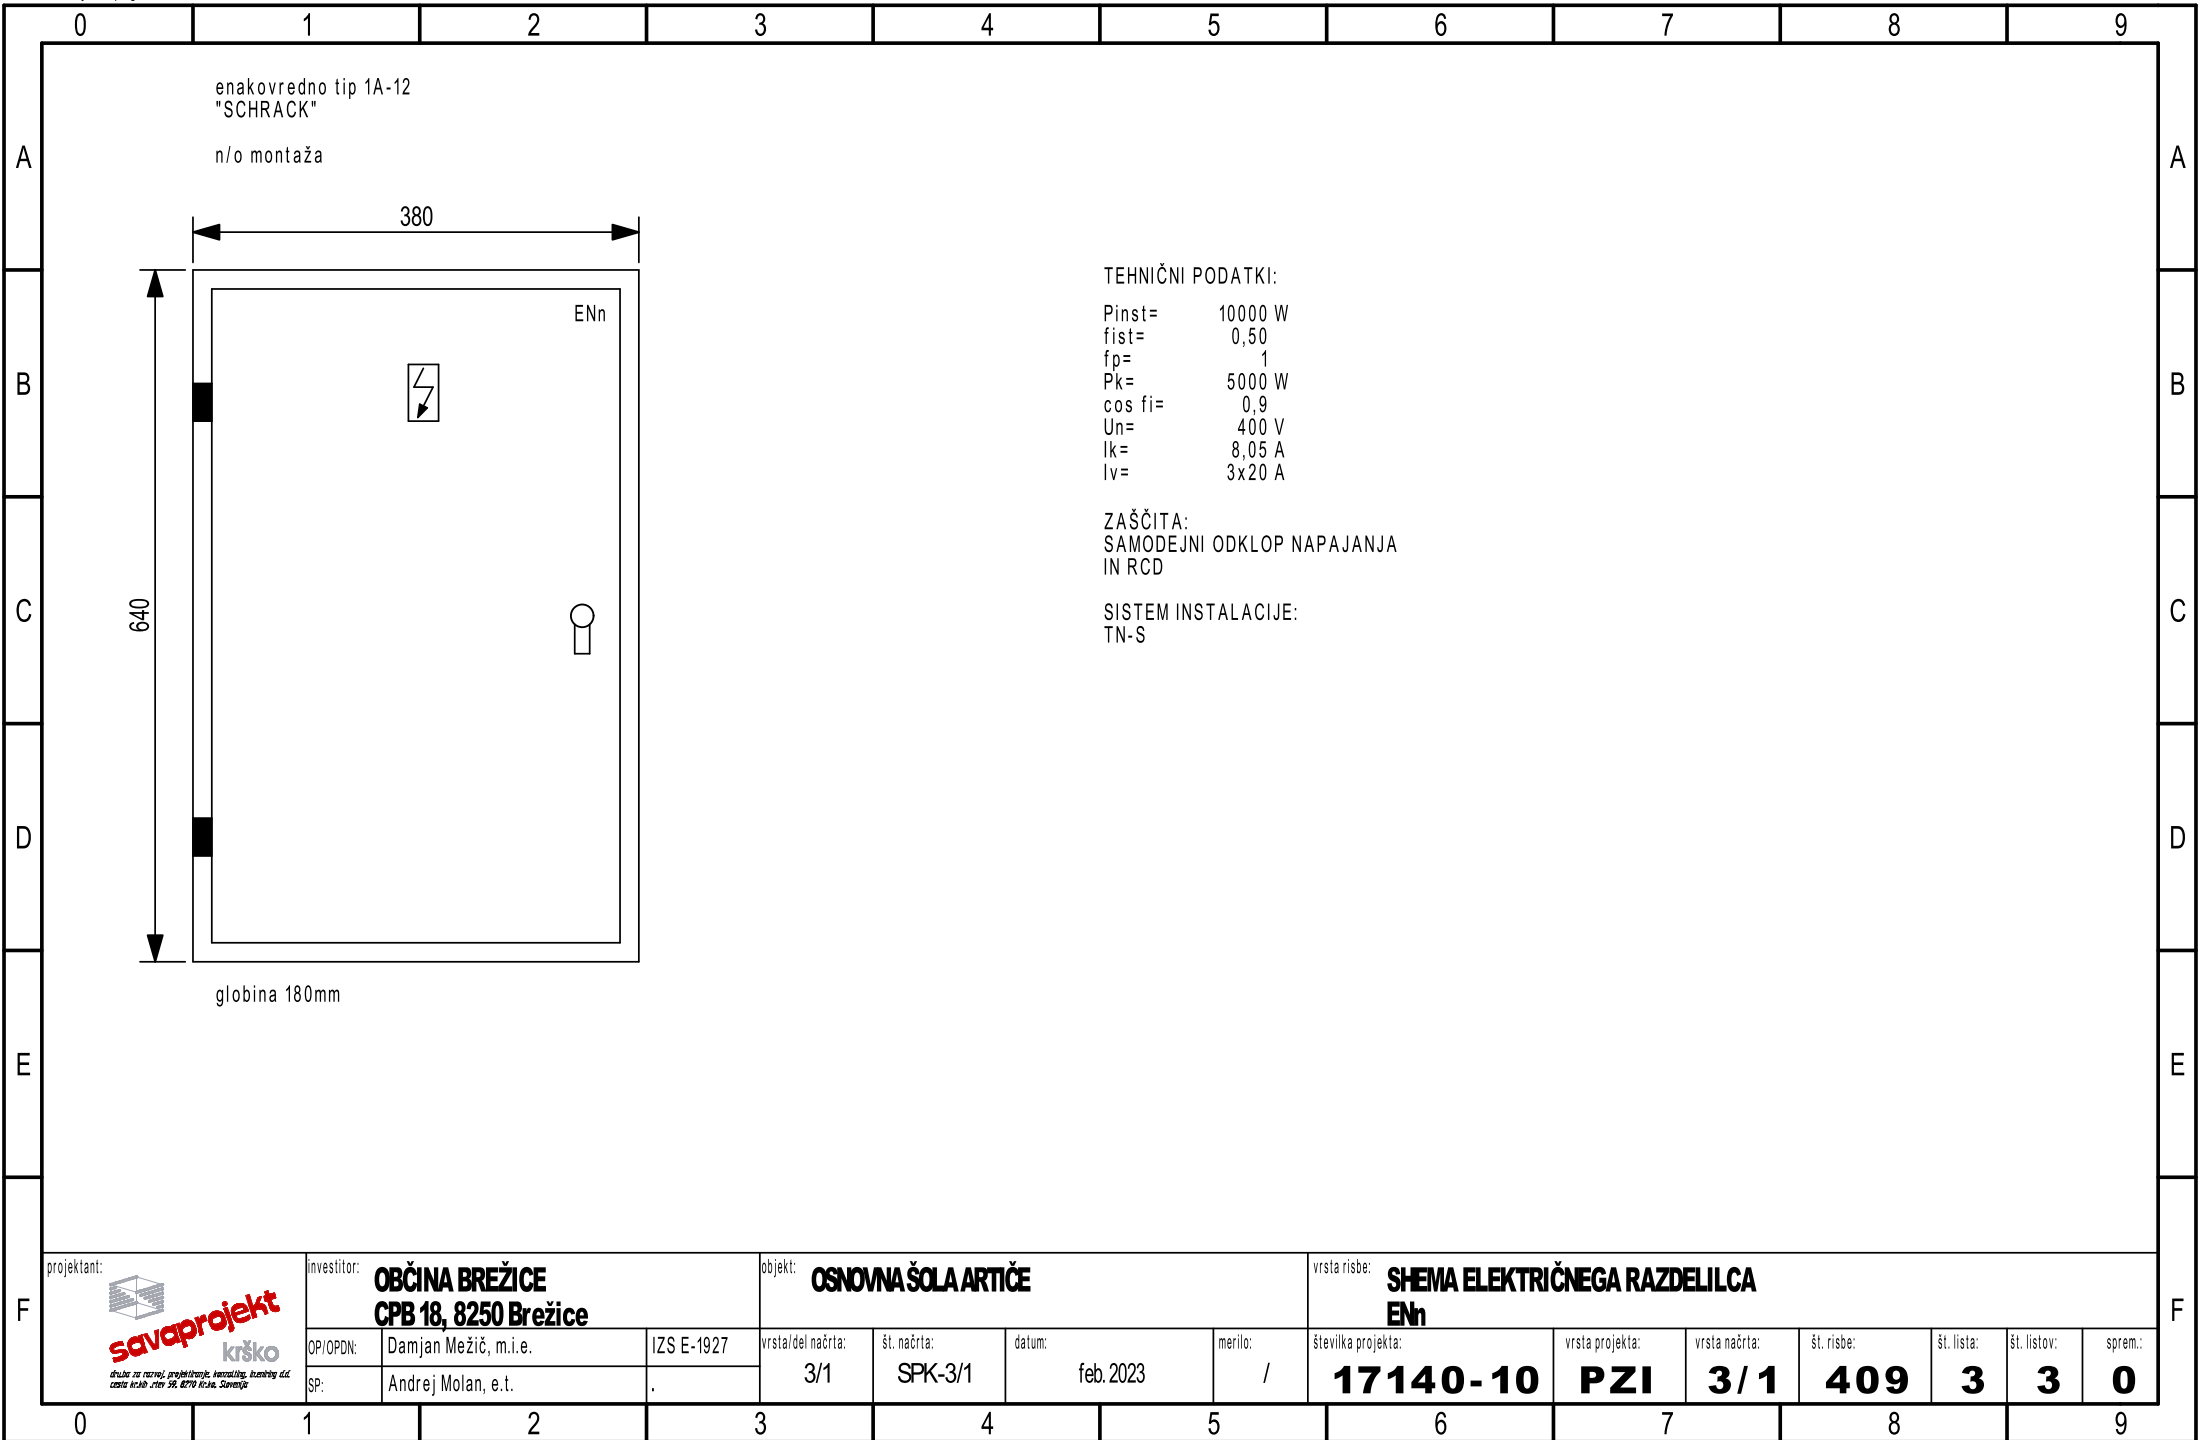 0 1 2 3 4 5 6 7 8 9
enakovredno tip 1A-12
"SCHRACK"
n/o montaža
A A
380
TEHNIČNI PODATKI:
ENn
Pinst= 10000 W
fist= 0,50
fp= 1
B B
Pk= 5000 W
cos fi= 0,9
Un= 400 V
Ik= 8,05 A
Iv= 3x20 A
ZAŠČITA:
SAMODEJNI ODKLOP NAPAJANJA
IN RCD
640
C C
SISTEM INSTALACIJE:
TN-S
D D
globina 180mm
E E
F F
projektant:
savaprojekt
krško
investitor: OBČINA BREŽICE
CPB 18, 8250 Brežice
OP/OPDN: Damjan Mežič, m.i.e. IZS E-1927
SP: Andrej Molan, e.t. .
objekt: OSNOVNA ŠOLA ARTIČE
vrsta/del načrta: 3/1
št. načrta: SPK-3/1
datum: feb. 2023
merilo: /
vrsta risbe: SHEMA ELEKTRIČNEGA RAZDELILCA
ENn
številka projekta: 17140-10
vrsta projekta: PZI
vrsta načrta: 3/1
št. risbe: 409
št. lista: 3
št. listov: 3
sprem.: 0
0 1 2 3 4 5 6 7 8 9